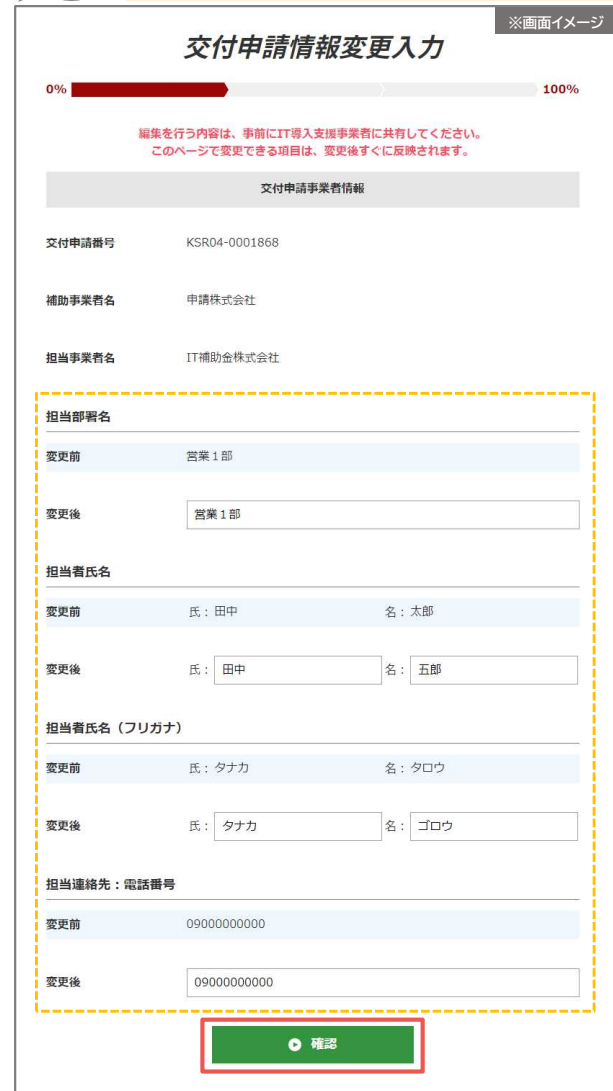 ※画面イメージ
交付申請情報変更入力
0% 100%
編集を行う内容は、事前にIT導入支援事業者に共有してください。
このページで変更できる項目は、変更後すぐに反映されます。
交付申請事業者情報
交付申請番号 KSR04-0001868
補助事業者名 申請株式会社
担当事業者名 IT補助金株式会社
担当部署名
変更前 営業１部
変更後 営業１部
担当者氏名
変更前 氏：田中 名：太郎
変更後 氏：田中 名：五郎
担当者氏名（フリガナ）
変更前 氏：タナカ 名：タロウ
変更後 氏：タナカ 名：ゴロウ
担当連絡先：電話番号
変更前 09000000000
変更後 09000000000
確認